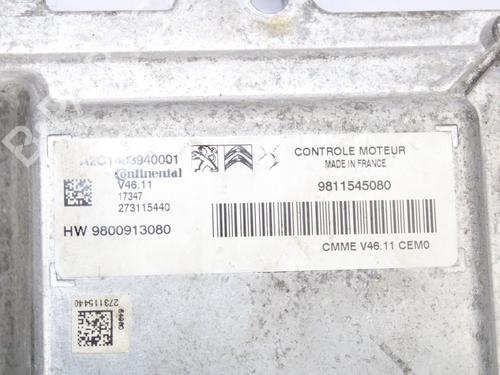 A2C1403940001
Continental
V46.11
17347
273115440
HW 9800913080
CONTROLE MOTEUR
MADE IN FRANCE
9811545080
CMME V46.11 CEM0
273115440